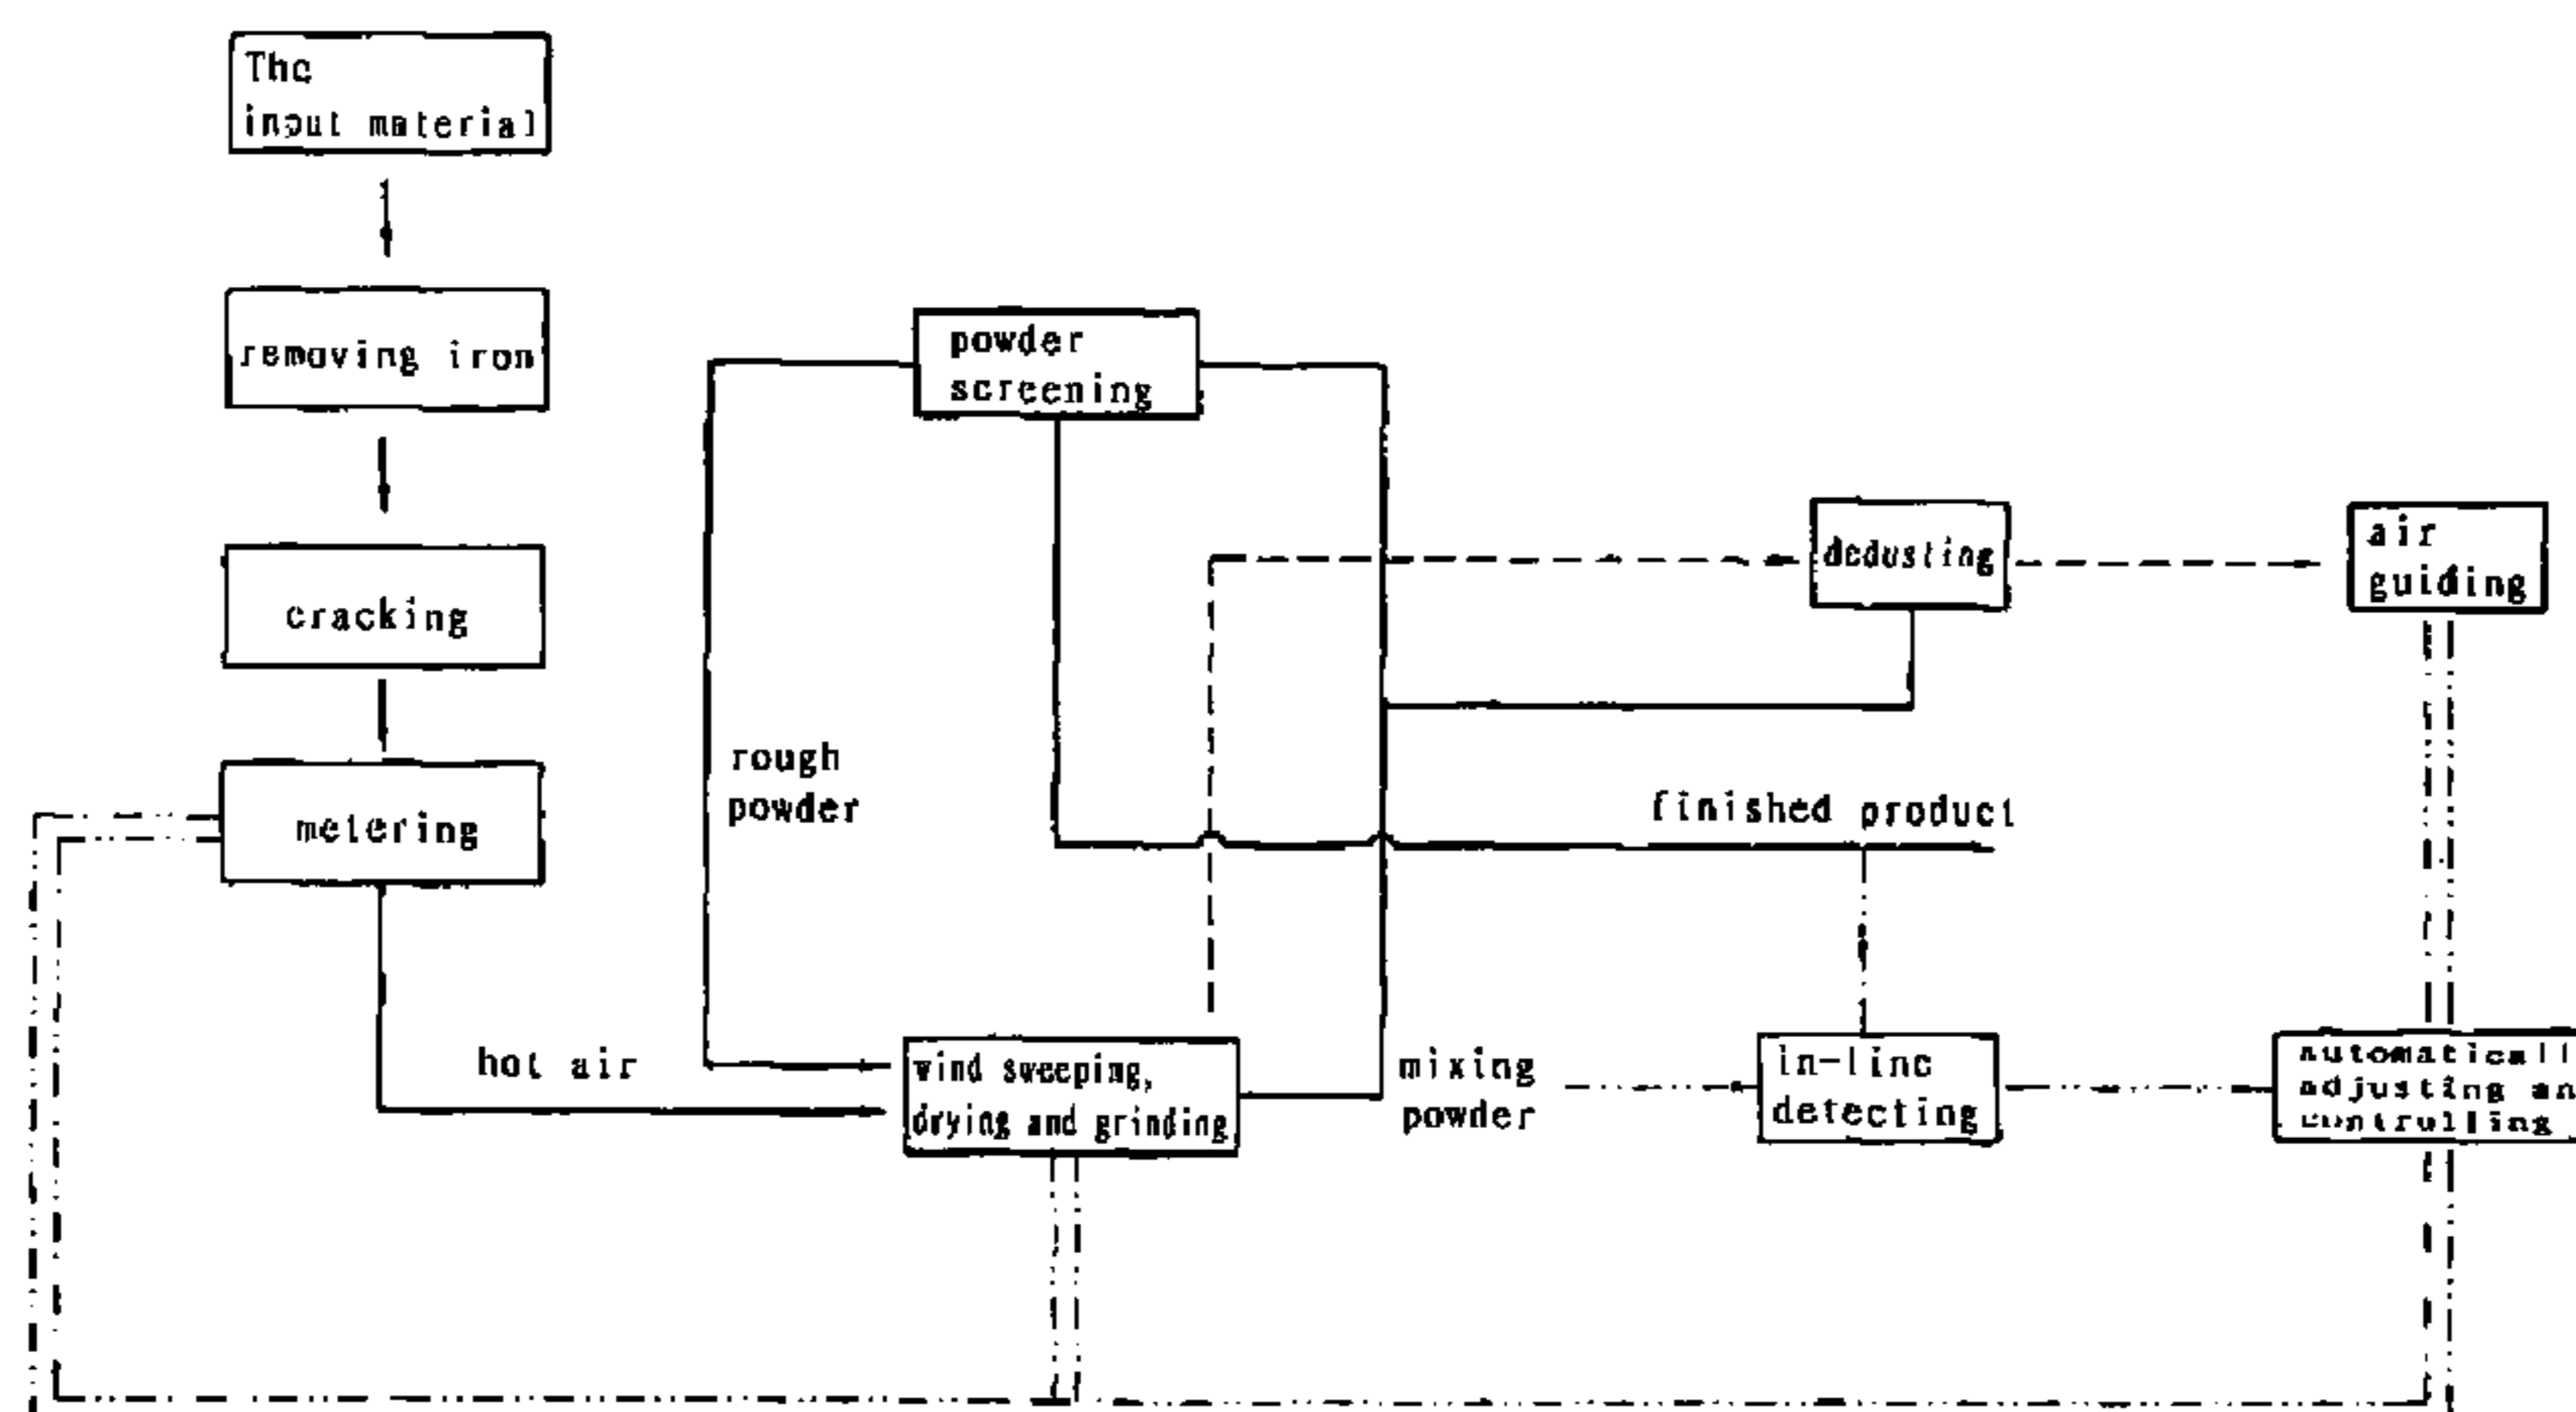 The
input material
removing iron
cracking
metering
hot air
rough
powder
powder
screening
wind sweeping,
drying and grinding
mixing
powder
dedusting
air
guiding
finished product
in-line
detecting
adjusting
controlling